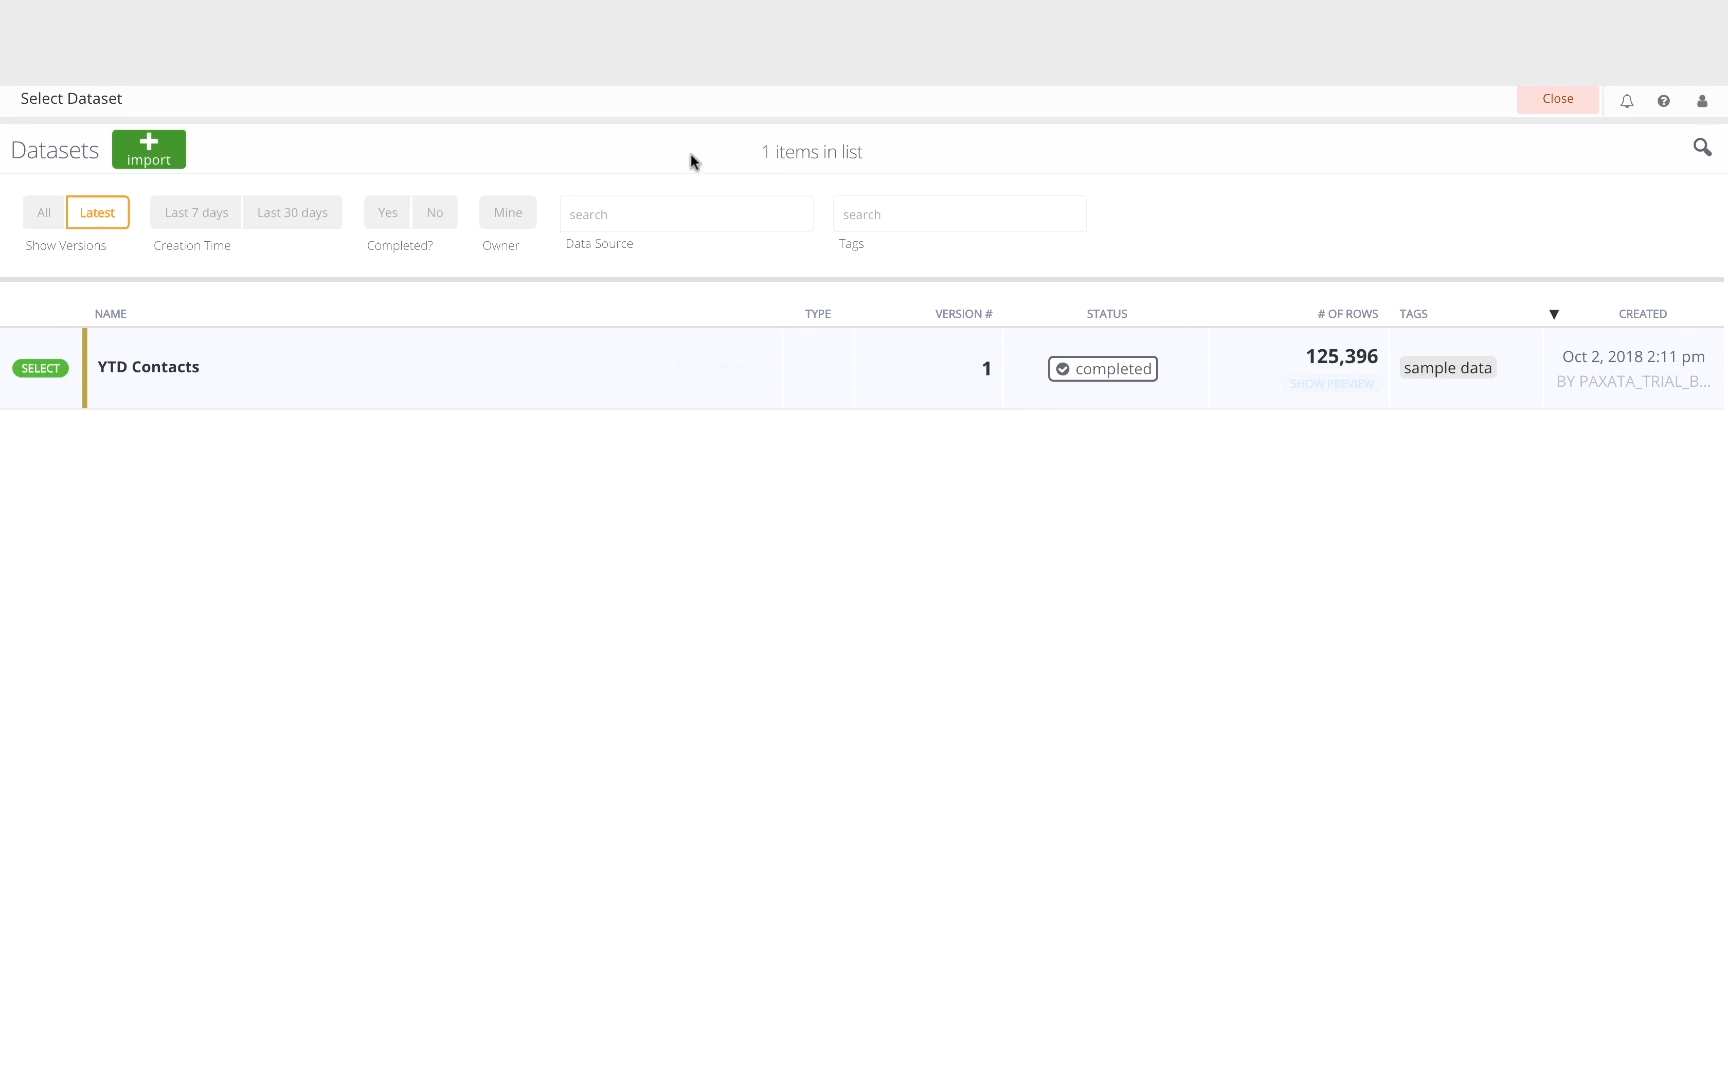 Select Dataset
Close
Datasets
import
1 items in list
All
Latest
Last 7 days
Last 30 days
Yes
No
Mine
search
search
Show Versions
Creation Time
Completed?
Owner
Data Source
Tags
NAME
TYPE
VERSION #
STATUS
# OF ROWS
TAGS
▼
CREATED
SELECT
YTD Contacts
1
completed
125,396
SHOW PREVIEW
sample data
Oct 2, 2018 2:11 pm
BY PAXATA_TRIAL_B...